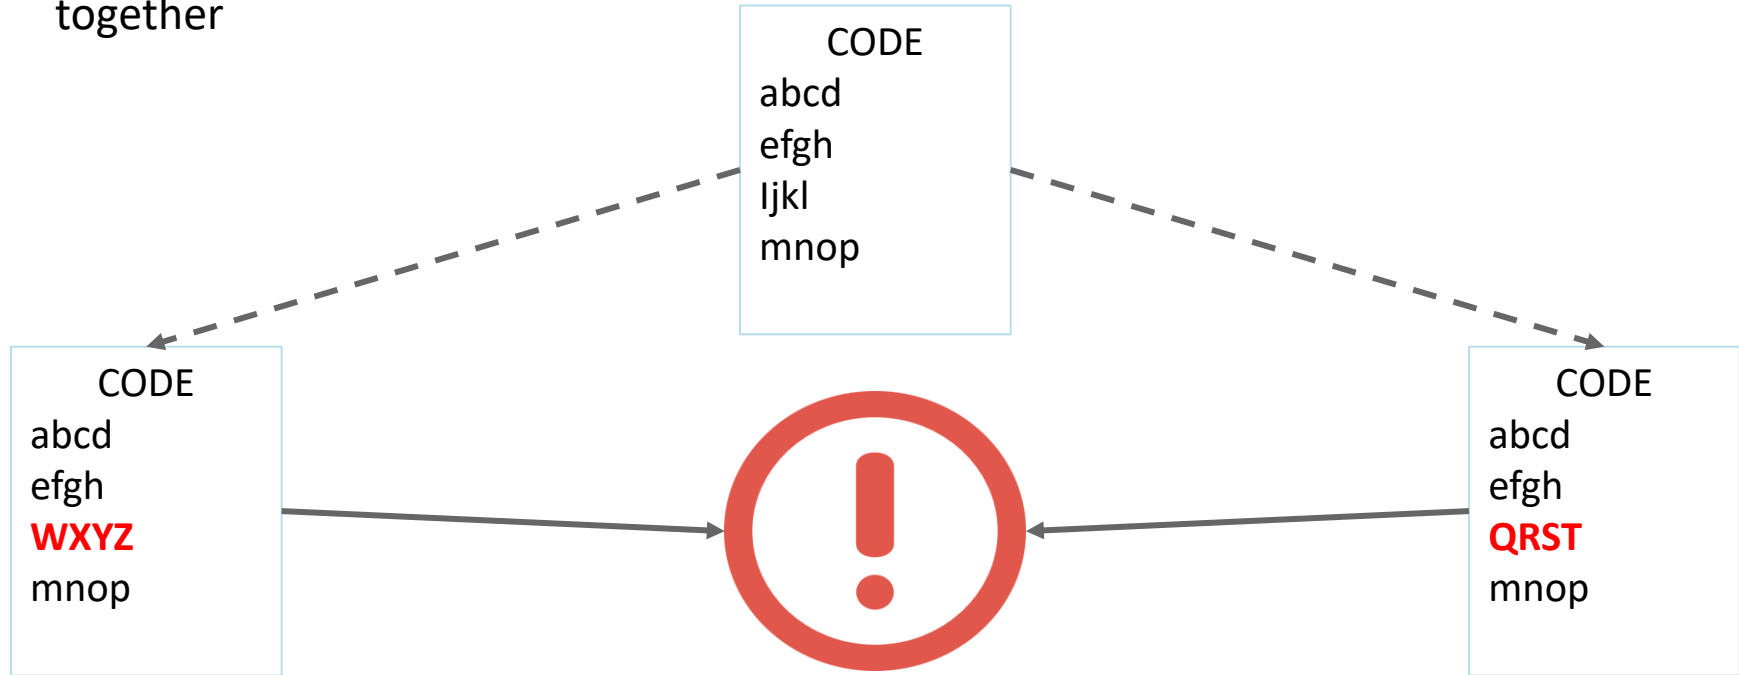 together
CODE
abcd
efgh
Ijkl
mnop
CODE
abcd
efgh
WXYZ
mnop
CODE
abcd
efgh
QRST
mnop